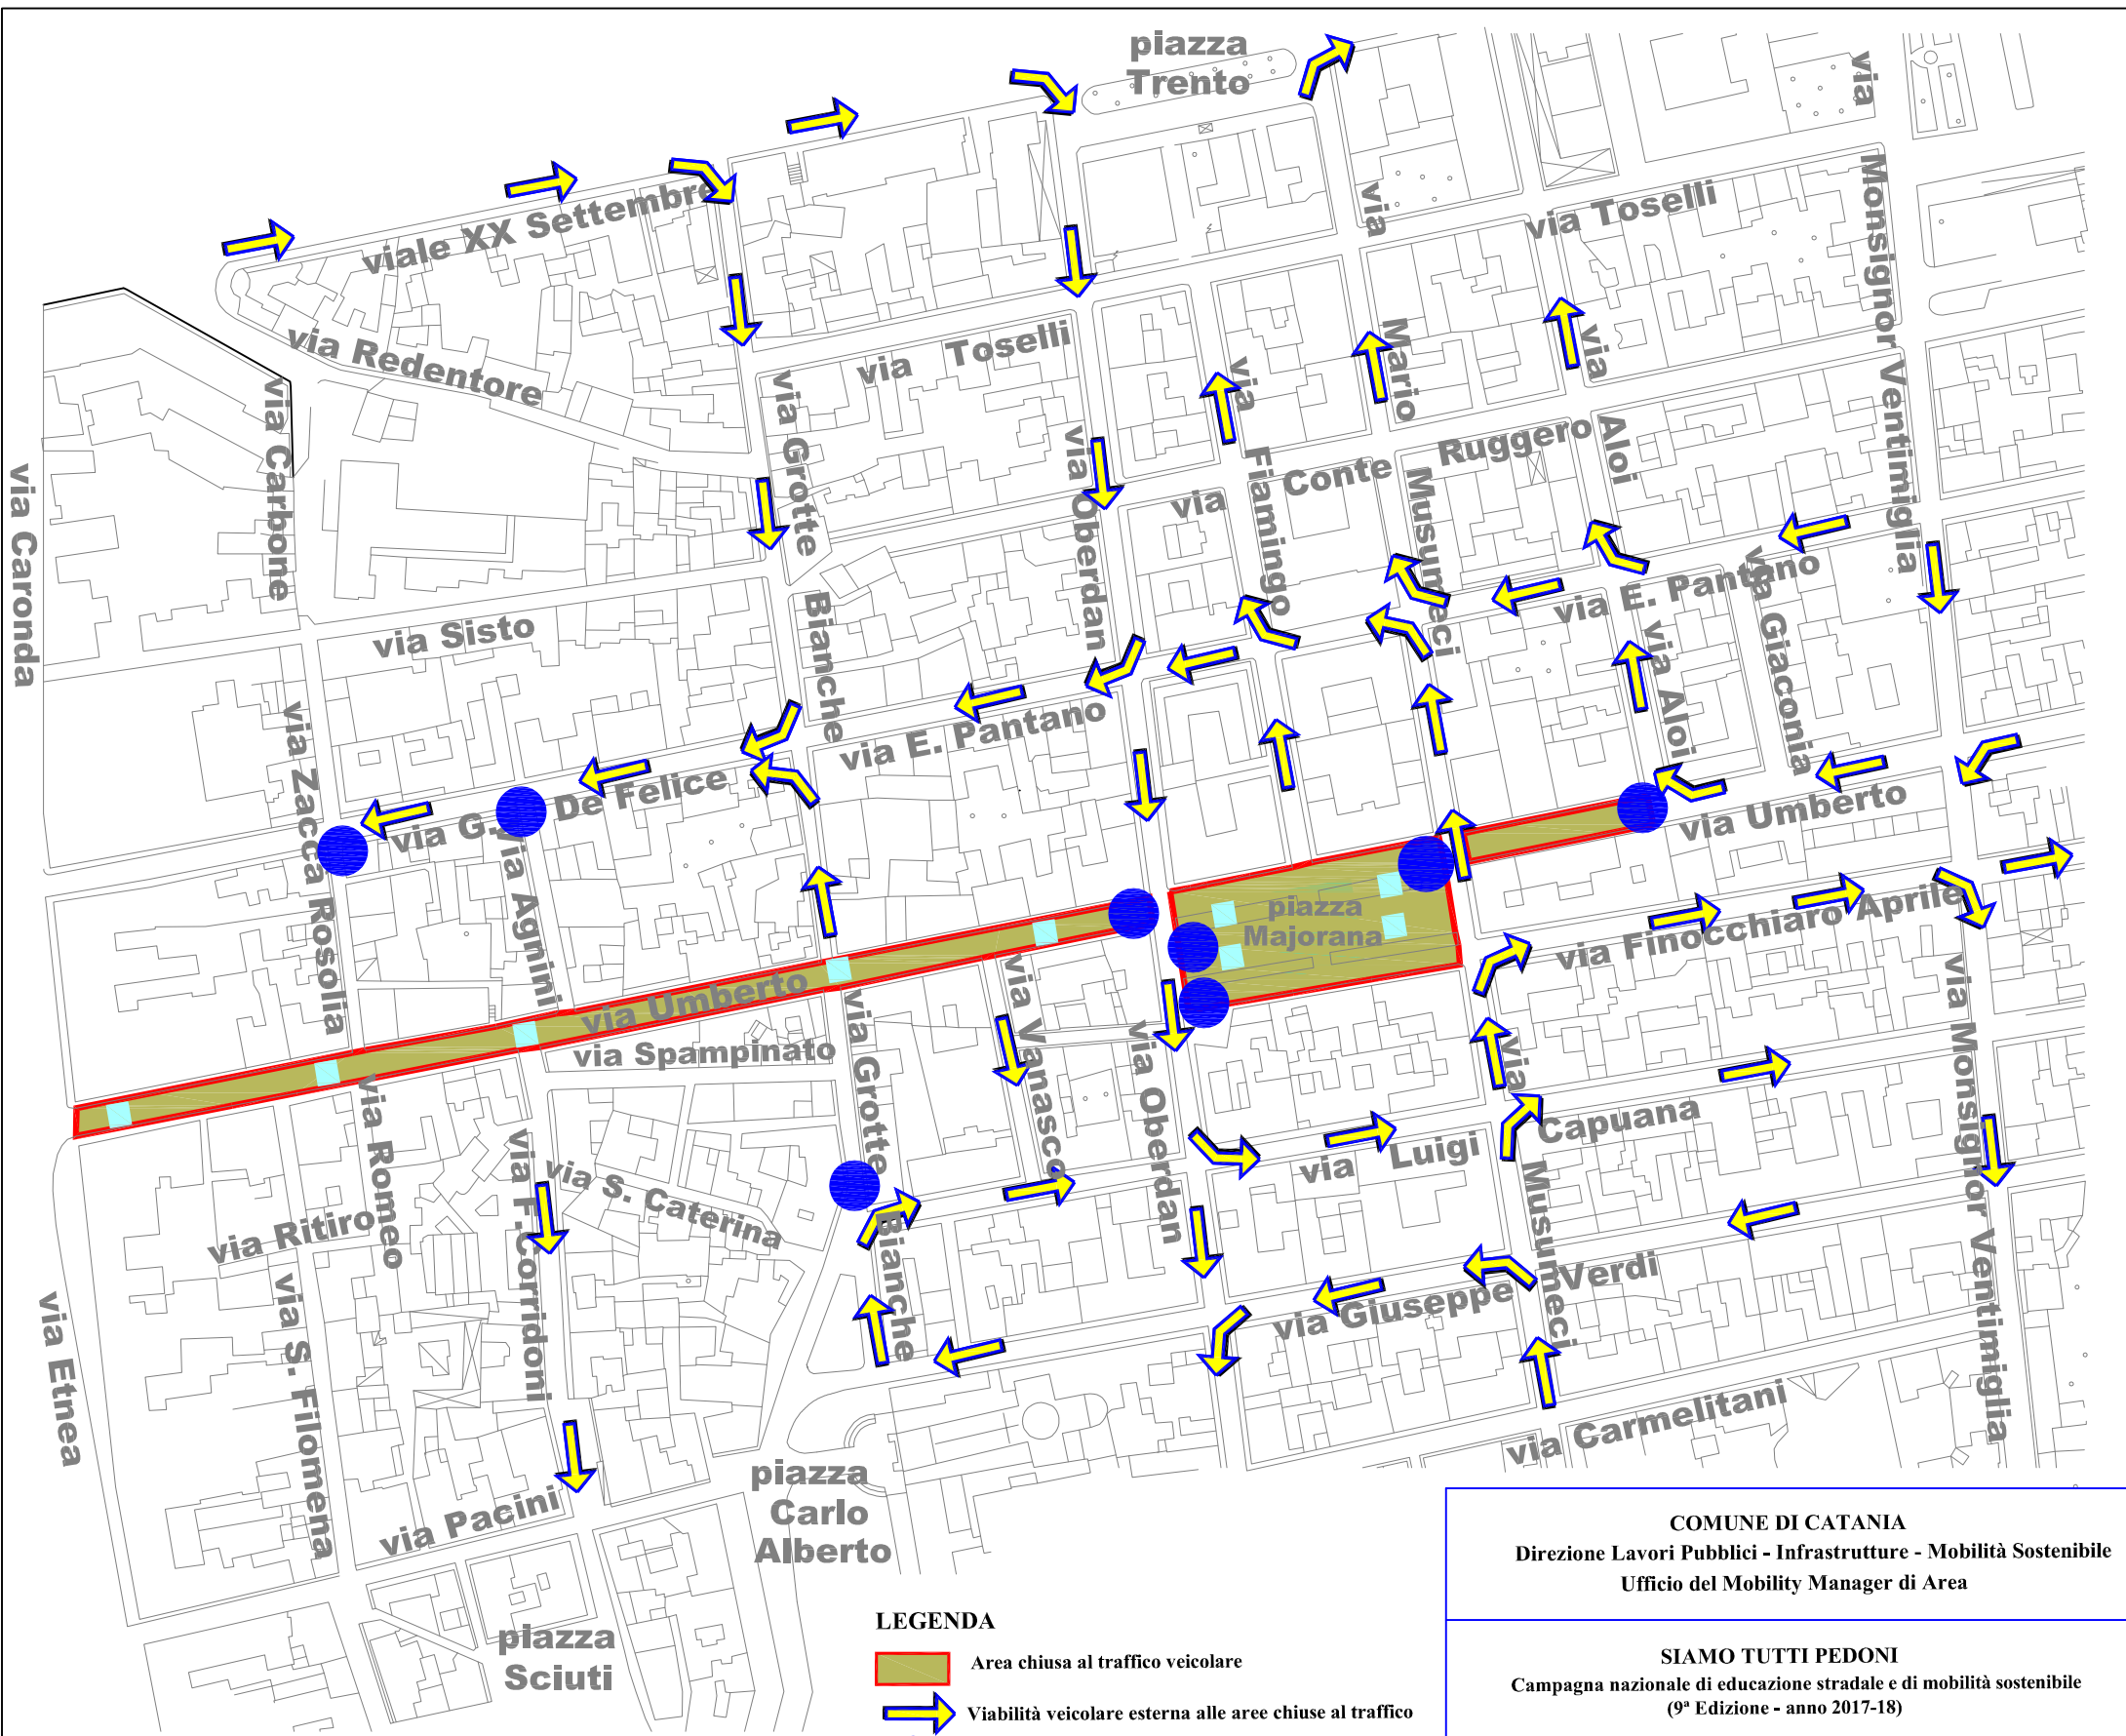 piazza
Trento
via
viale XX Settembre
via
via Toselli
Monsignor
via Redentore
via Toselli
via
Mario
via
Ventimiglia
via Caronda
via Carbone
via Grotte
via Oberdan
Fiamingo
via
Conte
Ruggero
Aloi
Musumeci
via Sisto
Bianche
via E. Pantano
via Giaconia
via Aloi
via E. Pantano
via Zacca Rosolia
via G. De Felice
via Agnini
via Umberto
piazza
Majorana
via Finocchiaro Aprile
via Umberto
via Spampinato
via Grotte
via Vanasco
via Oberdan
via
Musumeci
via Monsignor Ventimiglia
via Romeo
via F.Corridoni
via S. Caterina
via Luigi
Capuana
via Ritiro
Bianche
via Etnea
via S. Filomena
via Giuseppe
Verdi
via Carmelitani
via Pacini
piazza
Carlo
Alberto
piazza
Sciuti
LEGENDA
Area chiusa al traffico veicolare
Viabilità veicolare esterna alle aree chiuse al traffico
COMUNE DI CATANIA
Direzione Lavori Pubblici - Infrastrutture - Mobilità Sostenibile
Ufficio del Mobility Manager di Area
SIAMO TUTTI PEDONI
Campagna nazionale di educazione stradale e di mobilità sostenibile
(9ª Edizione - anno 2017-18)